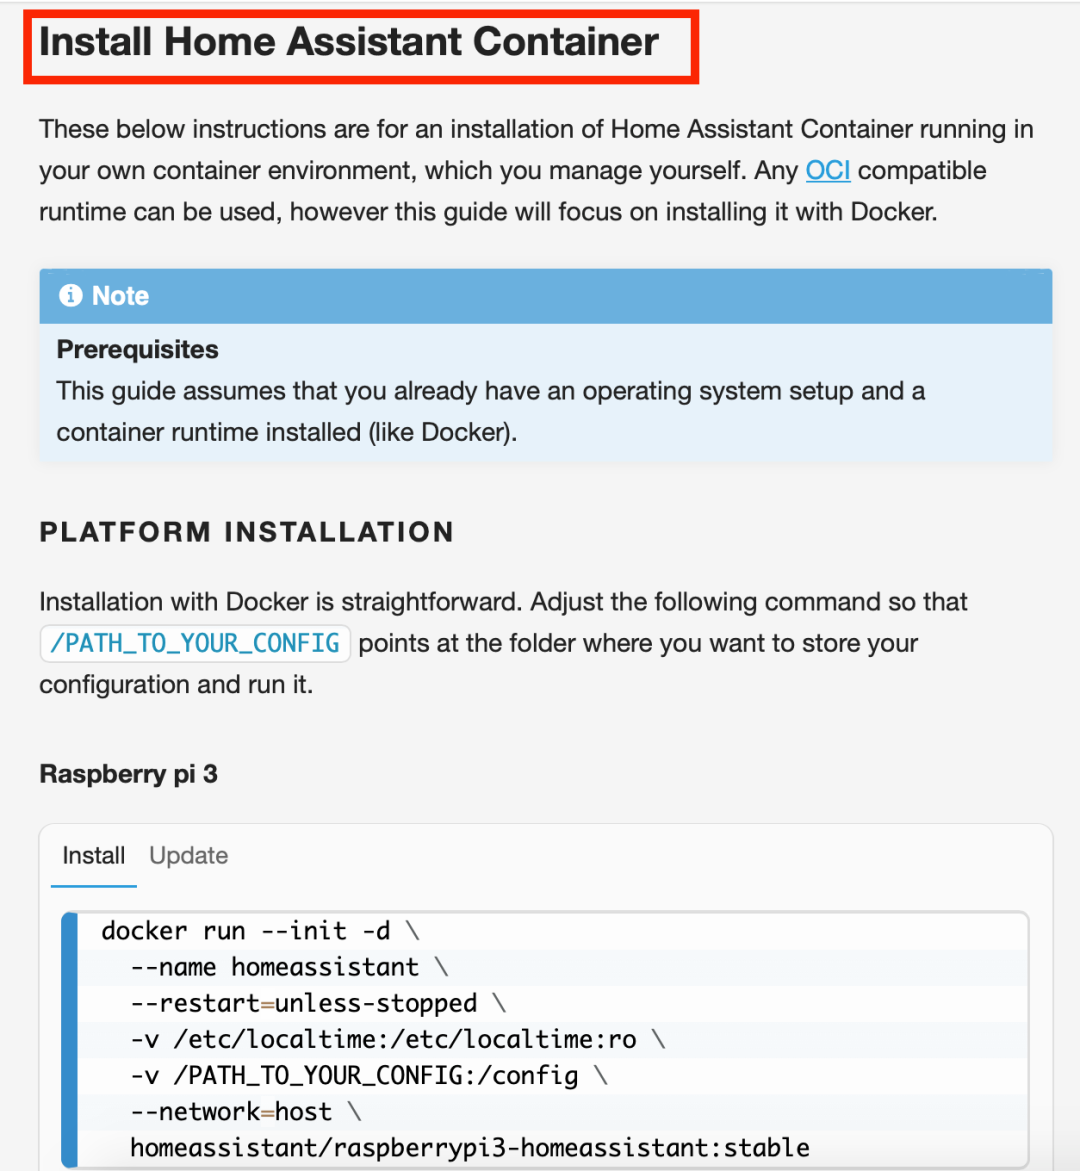 Install Home Assistant Container
These below instructions are for an installation of Home Assistant Container running in
your own container environment, which you manage yourself. Any OCI compatible
runtime can be used, however this guide will focus on installing it with Docker.
Note
Prerequisites
This guide assumes that you already have an operating system setup and a
container runtime installed (like Docker).
PLATFORM INSTALLATION
Installation with Docker is straightforward. Adjust the following command so that
/PATH_TO_YOUR_CONFIG points at the folder where you want to store your
configuration and run it.
Raspberry pi 3
Install Update
docker run --init -d \
--name homeassistant \
--restart=unless-stopped \
-v /etc/localtime:/etc/localtime:ro \
-v /PATH_TO_YOUR_CONFIG:/config \
--network=host \
homeassistant/raspberrypi3-homeassistant:stable